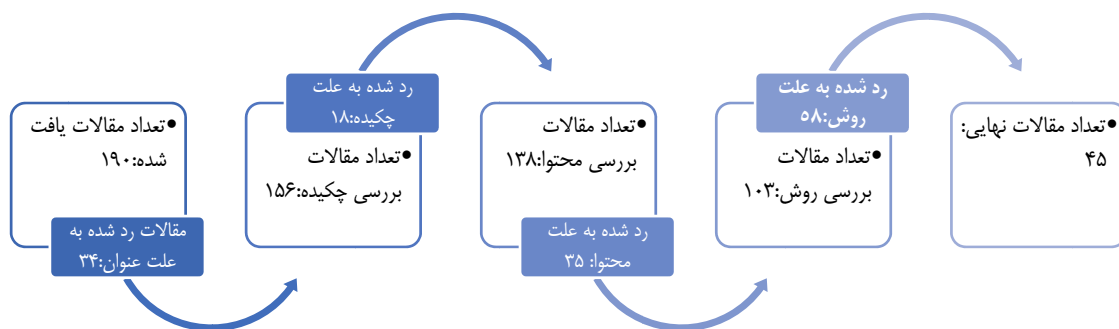 •تعداد مقالات یافت
شده:۱۹۰
مقالات رد شده به
علت عنوان:۳۴
رد شده به علت
چکیده:۱۸
•تعداد مقالات
بررسی چکیده:۱۵۶
•تعداد مقالات
بررسی محتوا:۱۳۸
رد شده به علت
محتوا: ۳۵
رد شده به علت
روش:۵۸
•تعداد مقالات
بررسی روش:۱۰۳
•تعداد مقالات نهایی:
۴۵